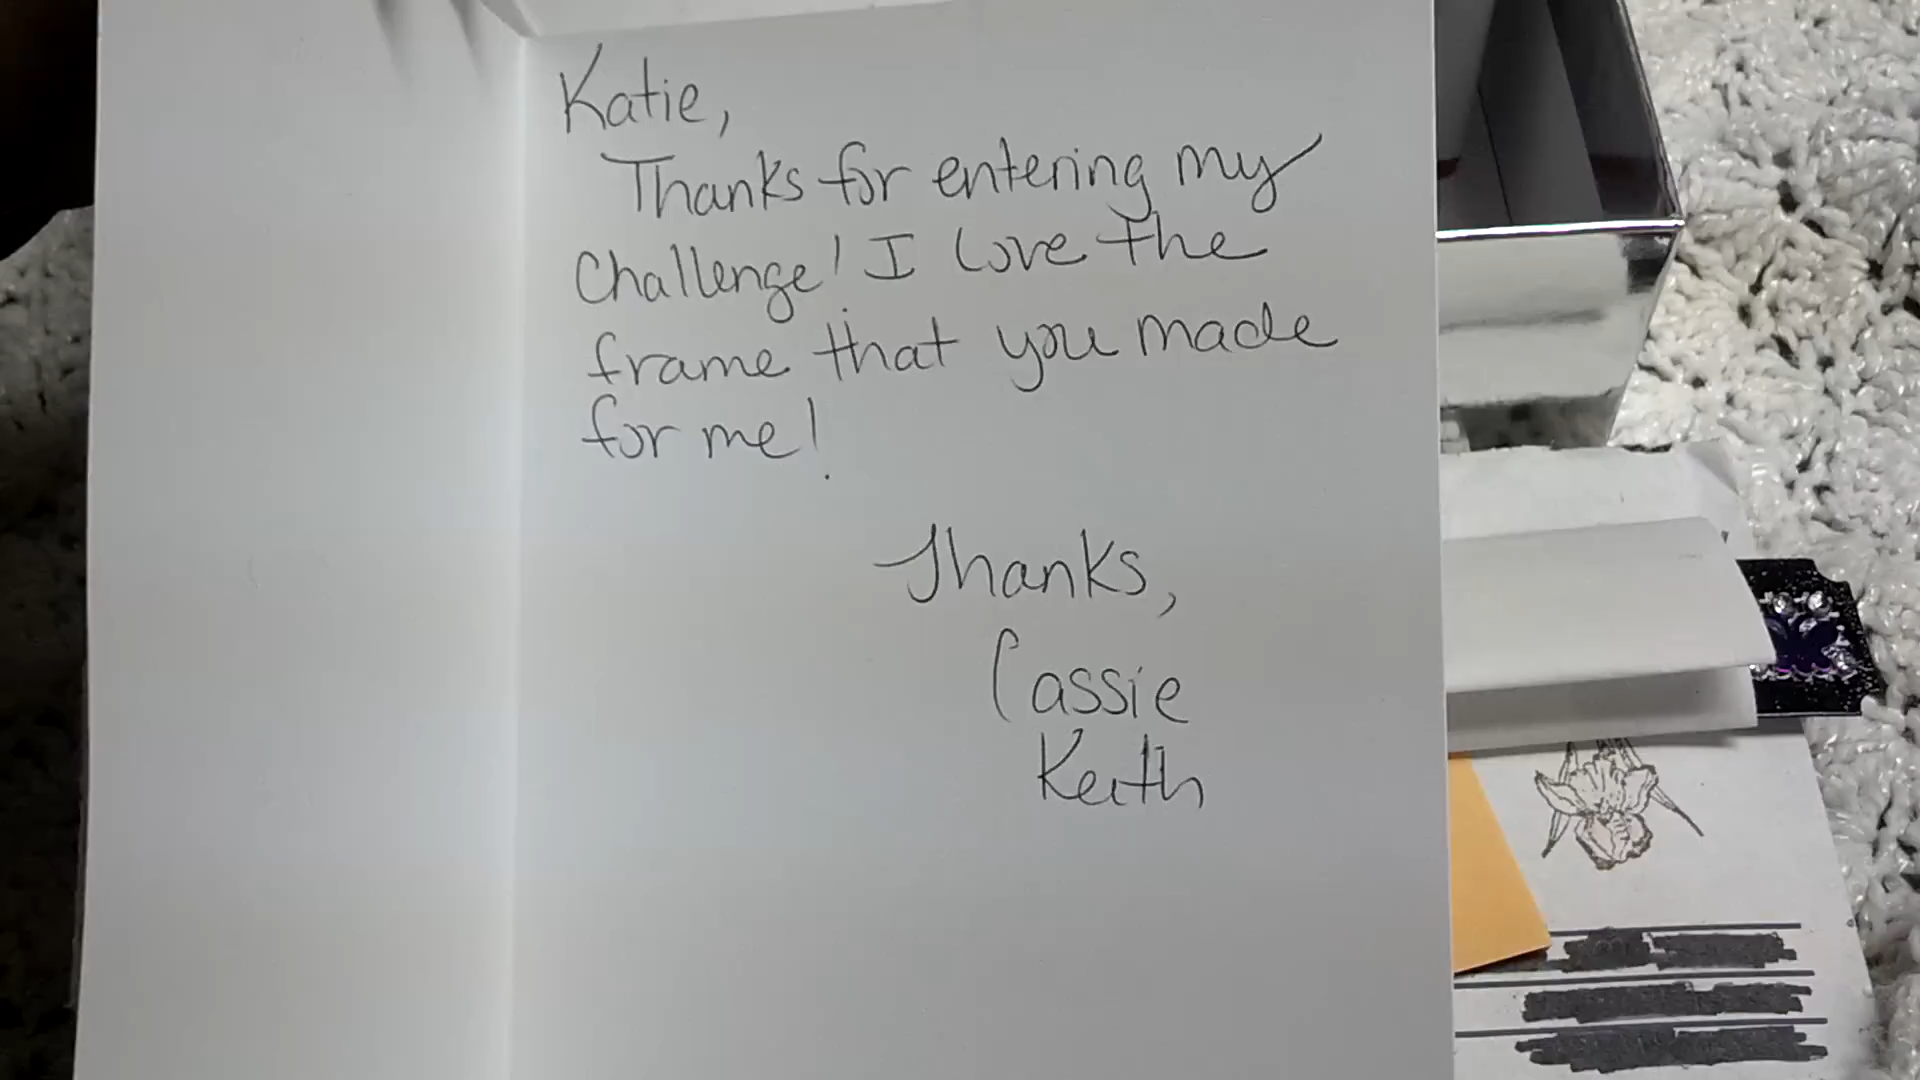 Katie,
Thanks for entering my
Challenge! I love the
frame that you made
for me!
Thanks,
Cassie
Keith